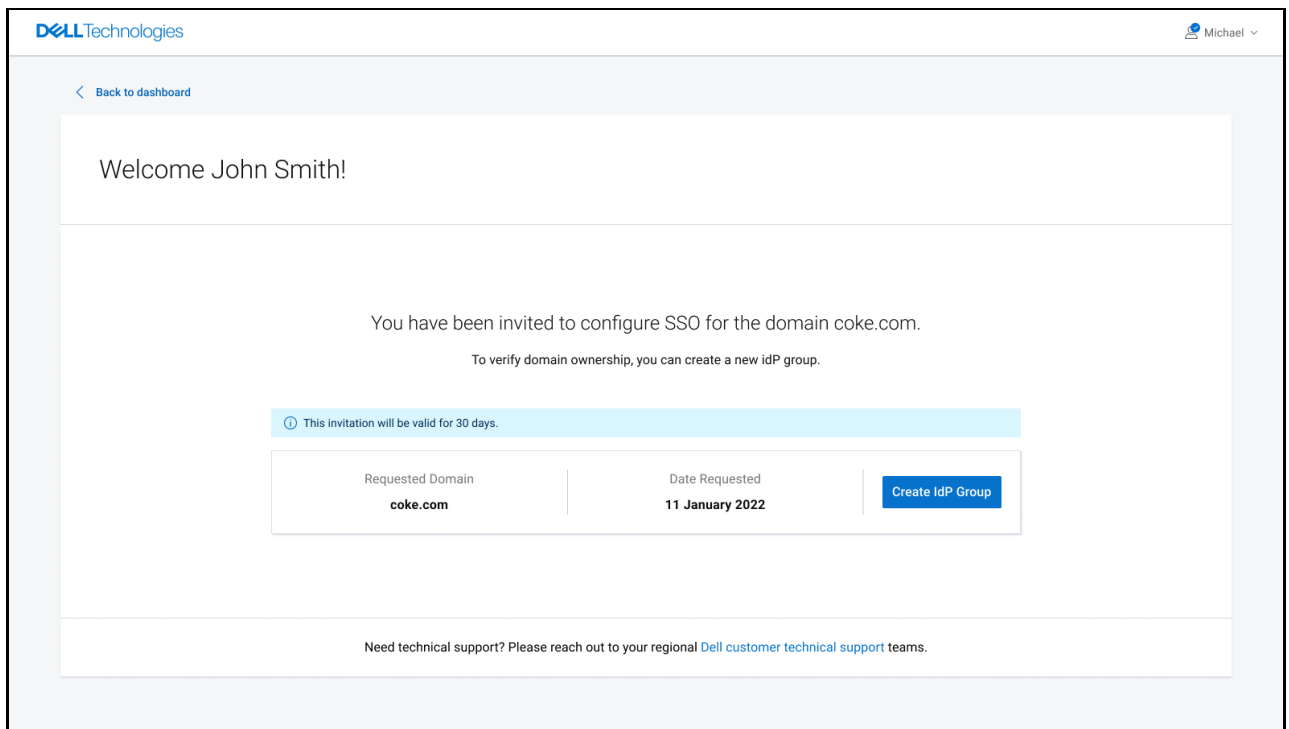 DELLTechnologies
Michael
Back to dashboard
Welcome John Smith!
You have been invited to configure SSO for the domain coke.com.
To verify domain ownership, you can create a new idP group.
This invitation will be valid for 30 days.
Requested Domain
coke.com
Date Requested
11 January 2022
Create IdP Group
Need technical support? Please reach out to your regional Dell customer technical support teams.